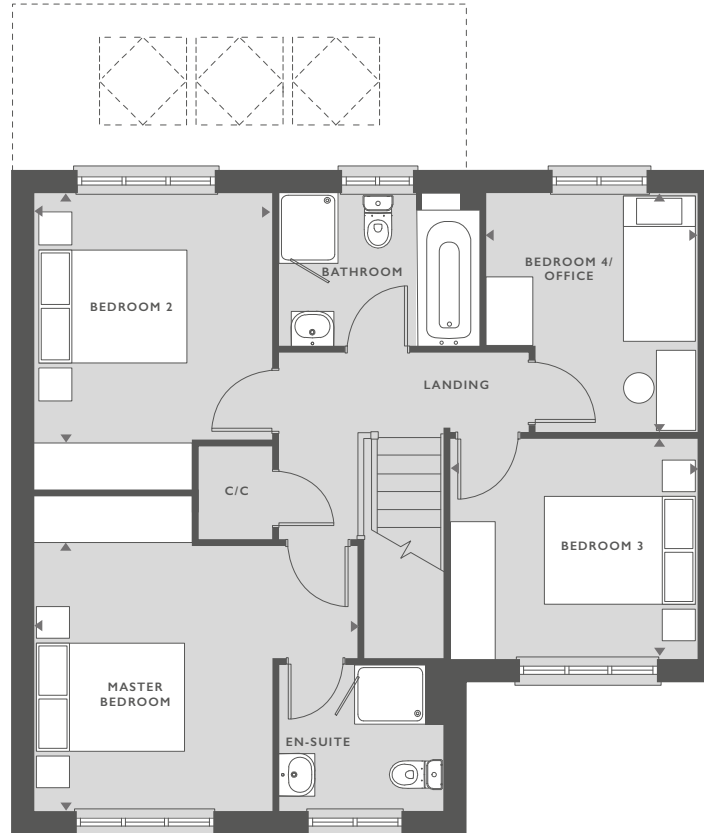 BATHROOM
BEDROOM 4/
OFFICE
BEDROOM 2
LANDING
C/C
BEDROOM 3
MASTER
BEDROOM
EN-SUITE